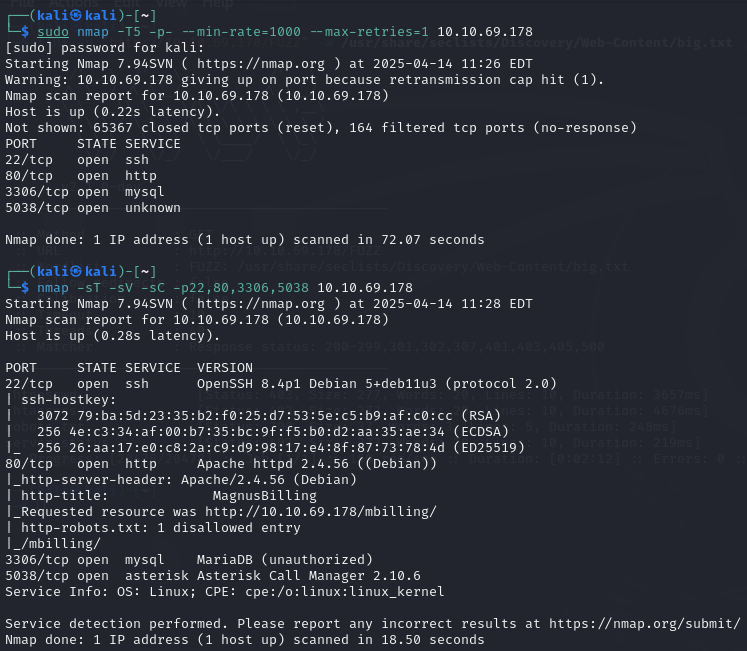 ┌──(kali㉿kali)-[~]
└─$ sudo nmap -T5 -p- --min-rate=1000 --max-retries=1 10.10.69.178
[sudo] password for kali:
Starting Nmap 7.94SVN ( https://nmap.org ) at 2025-04-14 11:26 EDT
Warning: 10.10.69.178 giving up on port because retransmission cap hit (1).
Nmap scan report for 10.10.69.178 (10.10.69.178)
Host is up (0.22s latency).
Not shown: 65367 closed tcp ports (reset), 164 filtered tcp ports (no-response)
PORT     STATE SERVICE
22/tcp   open  ssh
80/tcp   open  http
3306/tcp open  mysql
5038/tcp open  unknown

Nmap done: 1 IP address (1 host up) scanned in 72.07 seconds

┌──(kali㉿kali)-[~]
└─$ nmap -sT -sV -sC -p22,80,3306,5038 10.10.69.178
Starting Nmap 7.94SVN ( https://nmap.org ) at 2025-04-14 11:28 EDT
Nmap scan report for 10.10.69.178 (10.10.69.178)
Host is up (0.28s latency).

PORT     STATE SERVICE  VERSION
22/tcp   open  ssh      OpenSSH 8.4p1 Debian 5+deb11u3 (protocol 2.0)
| ssh-hostkey:
|   3072 79:ba:5d:23:35:b2:f0:25:d7:53:5e:c5:b9:af:c0:cc (RSA)
|   256 4e:c3:34:af:00:b7:35:bc:9f:f5:b0:d2:aa:35:ae:34 (ECDSA)
|_  256 26:aa:17:e0:c8:2a:c9:d9:98:17:e4:8f:87:73:78:4d (ED25519)
80/tcp   open  http     Apache httpd 2.4.56 ((Debian))
|_http-server-header: Apache/2.4.56 (Debian)
| http-title:             MagnusBilling
|_Requested resource was http://10.10.69.178/mbilling/
| http-robots.txt: 1 disallowed entry
|_/mbilling/
3306/tcp open  mysql    MariaDB (unauthorized)
5038/tcp open  asterisk Asterisk Call Manager 2.10.6
Service Info: OS: Linux; CPE: cpe:/o:linux:linux_kernel

Service detection performed. Please report any incorrect results at https://nmap.org/submit/
Nmap done: 1 IP address (1 host up) scanned in 18.50 seconds